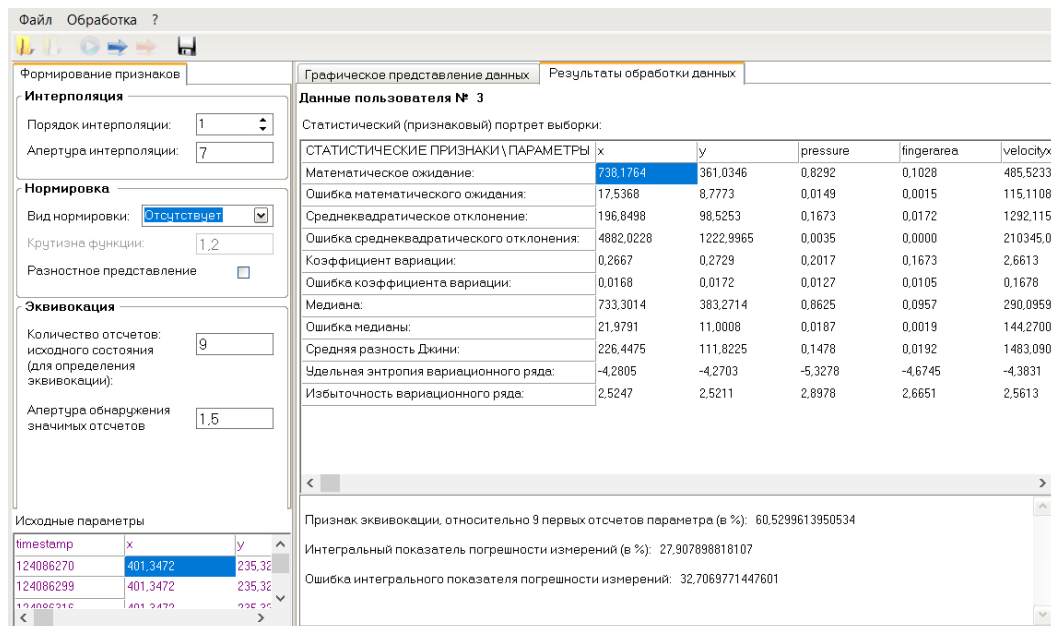 Файл Обработка ?
Формирование признаков
Интерполяция
Порядок интерполяции: 1
Апертура интерполяции: 7
Нормировка
Вид нормировки: Отсутствует
Крутизна функции: 1,2
Разностное представление
Эквивокация
Количество отсчетов:
исходного состояния
(для определения
эквивокации):
9
Апертура обнаружения
значимых отсчетов
1,5
Исходные параметры
timestamp x y
124086270 401,3472 235,32
124086299 401,3472 235,32
124086316 401,3472 235,32
Графическое представление данных Результаты обработки данных
Данные пользователя № 3
Статистический (признаковый) портрет выборки:
СТАТИСТИЧЕСКИЕ ПРИЗНАКИ \ ПАРАМЕТРЫ x y pressure fingerarea velocityx
Математическое ожидание: 738,1764 361,0346 0,8292 0,1028 485,5233
Ошибка математического ожидания: 17,5368 8,7773 0,0149 0,0015 115,1108
Среднеквадратическое отклонение: 196,8498 98,5253 0,1673 0,0172 1292,115
Ошибка среднеквадратического отклонения: 4882,0228 1222,9965 0,0035 0,0000 210345,0
Коэффициент вариации: 0,2667 0,2729 0,2017 0,1673 2,6613
Ошибка коэффициента вариации: 0,0168 0,0172 0,0127 0,0105 0,1678
Медиана: 733,3014 383,2714 0,8625 0,0957 290,0959
Ошибка медианы: 21,9791 11,0008 0,0187 0,0019 144,2700
Средняя разность Джини: 226,4475 111,8225 0,1478 0,0192 1483,090
Удельная энтропия вариационного ряда: -4,2805 -4,2703 -5,3278 -4,6745 -4,3831
Избыточность вариационного ряда: 2,5247 2,5211 2,8978 2,6651 2,5613
Признак эквивокации, относительно 9 первых отсчетов параметра (в %): 60,5299613950534
Интегральный показатель погрешности измерений (в %): 27,907898818107
Ошибка интегрального показателя погрешности измерений: 32,7069771447601